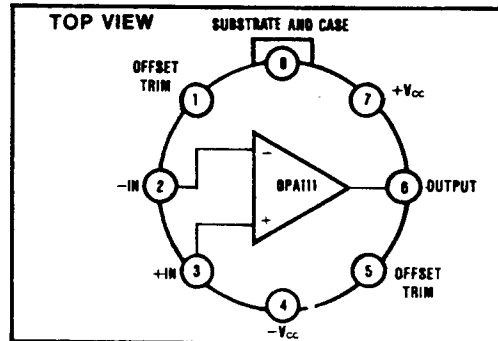 TOP VIEW
SUBSTRATE AND CASE
8
OFFSET
TRIM
1
7
+VCC
-IN
2
−
OPA111
6
OUTPUT
+
+IN
3
5
OFFSET
TRIM
4
-VCC